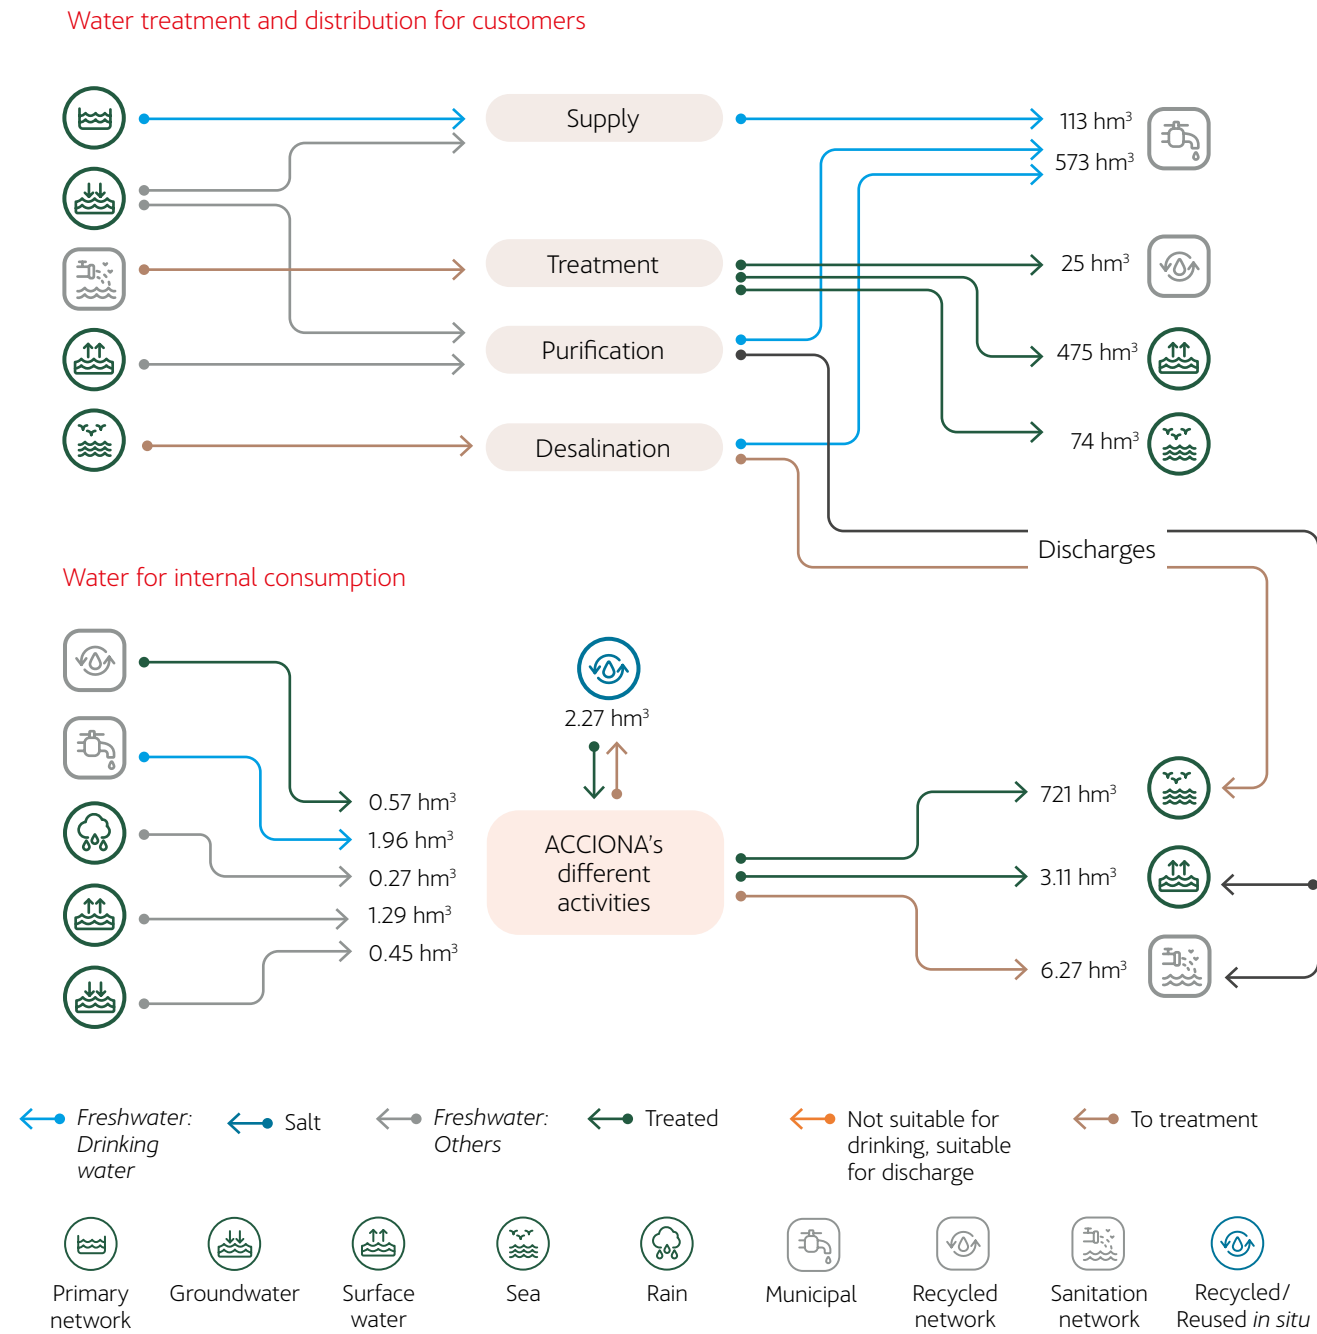 Water treatment and distribution for customers
Supply
113 hm³
573 hm³
Treatment
25 hm³
Purification
475 hm³
Desalination
74 hm³
Discharges
Water for internal consumption
2.27 hm³
0.57 hm³
1.96 hm³
0.27 hm³
1.29 hm³
0.45 hm³
ACCIONA's
different
activities
721 hm³
3.11 hm³
6.27 hm³
Freshwater:
Drinking
water
Salt
Freshwater:
Others
Treated
Not suitable for
drinking, suitable
for discharge
To treatment
Primary
network
Groundwater
Surface
water
Sea
Rain
Municipal
Recycled
network
Sanitation
network
Recycled/
Reused in situ